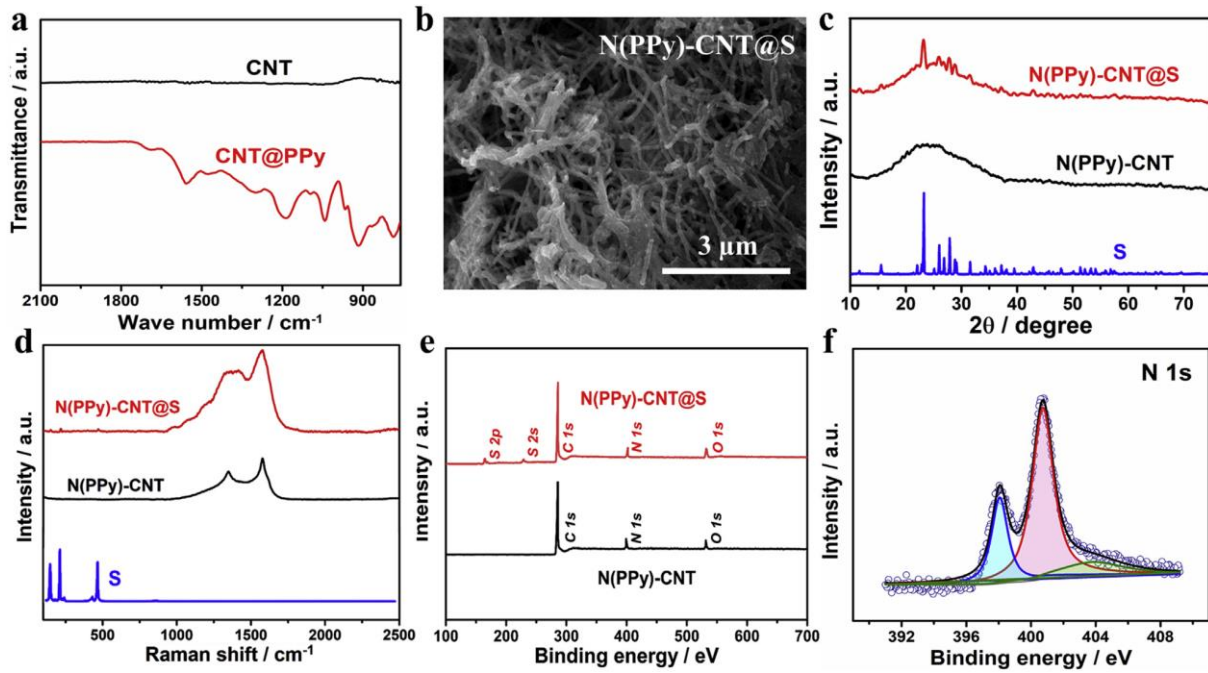 a
CNT
CNT@PPy
Transmittance / a.u.
2100 1800 1500 1200 900
Wave number / cm⁻¹
b
N(PPy)-CNT@S
3 µm
c
N(PPy)-CNT@S
N(PPy)-CNT
S
Intensity / a.u.
10 20 30 40 50 60 70
2θ / degree
d
N(PPy)-CNT@S
N(PPy)-CNT
S
Intensity / a.u.
500 1000 1500 2000 2500
Raman shift / cm⁻¹
e
N(PPy)-CNT@S
S 2p S 2s C 1s N 1s O 1s
C 1s N 1s O 1s
N(PPy)-CNT
Intensity / a.u.
100 200 300 400 500 600 700
Binding energy / eV
f
N 1s
Intensity / a.u.
392 396 400 404 408
Binding energy / eV